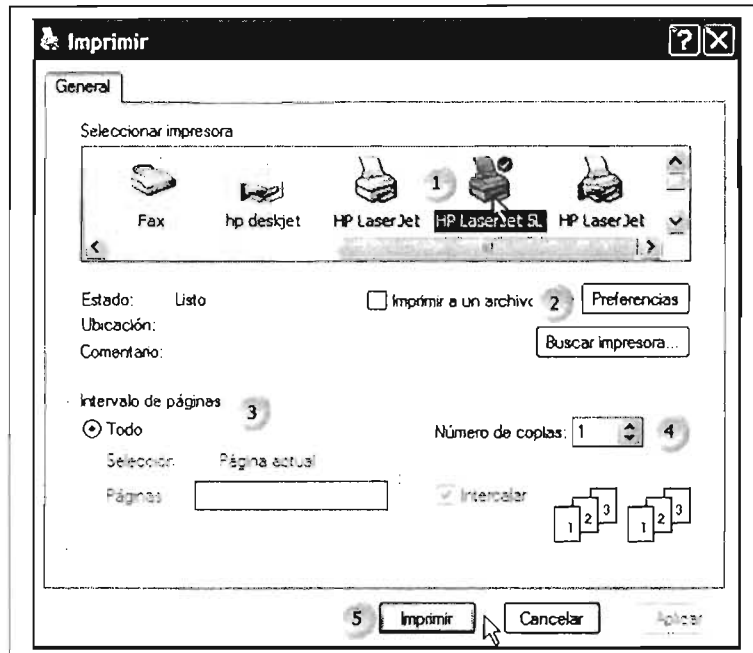 Imprimir
General
Seleccionar impresora
1
Fax hp deskjet HP LaserJet HP LaserJet 5L HP LaserJet
Estado: Listo Imprimir a un archivo 2 Preferencias
Ubicación:
Comentario: Buscar impresora...
Intervalo de páginas 3
Todo Número de copias: 1 4
Selección Página actual
Páginas Intercalar
1 2 3 1 2 3
5 Imprimir Cancelar Aplicar